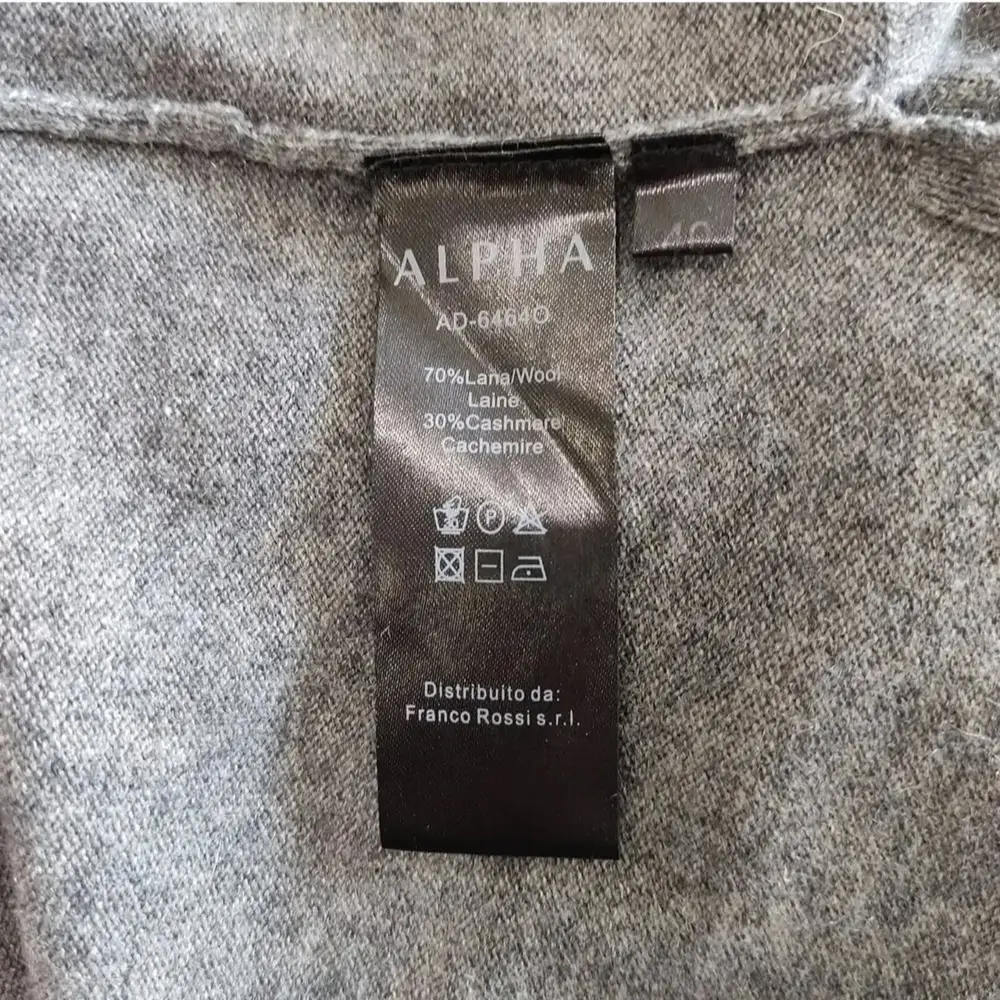 ALPHA
AD-6464O
70%Lana/Wool
Laine
30%Cashmere
Cachemire
P
Distribuito da:
Franco Rossi s.r.l.